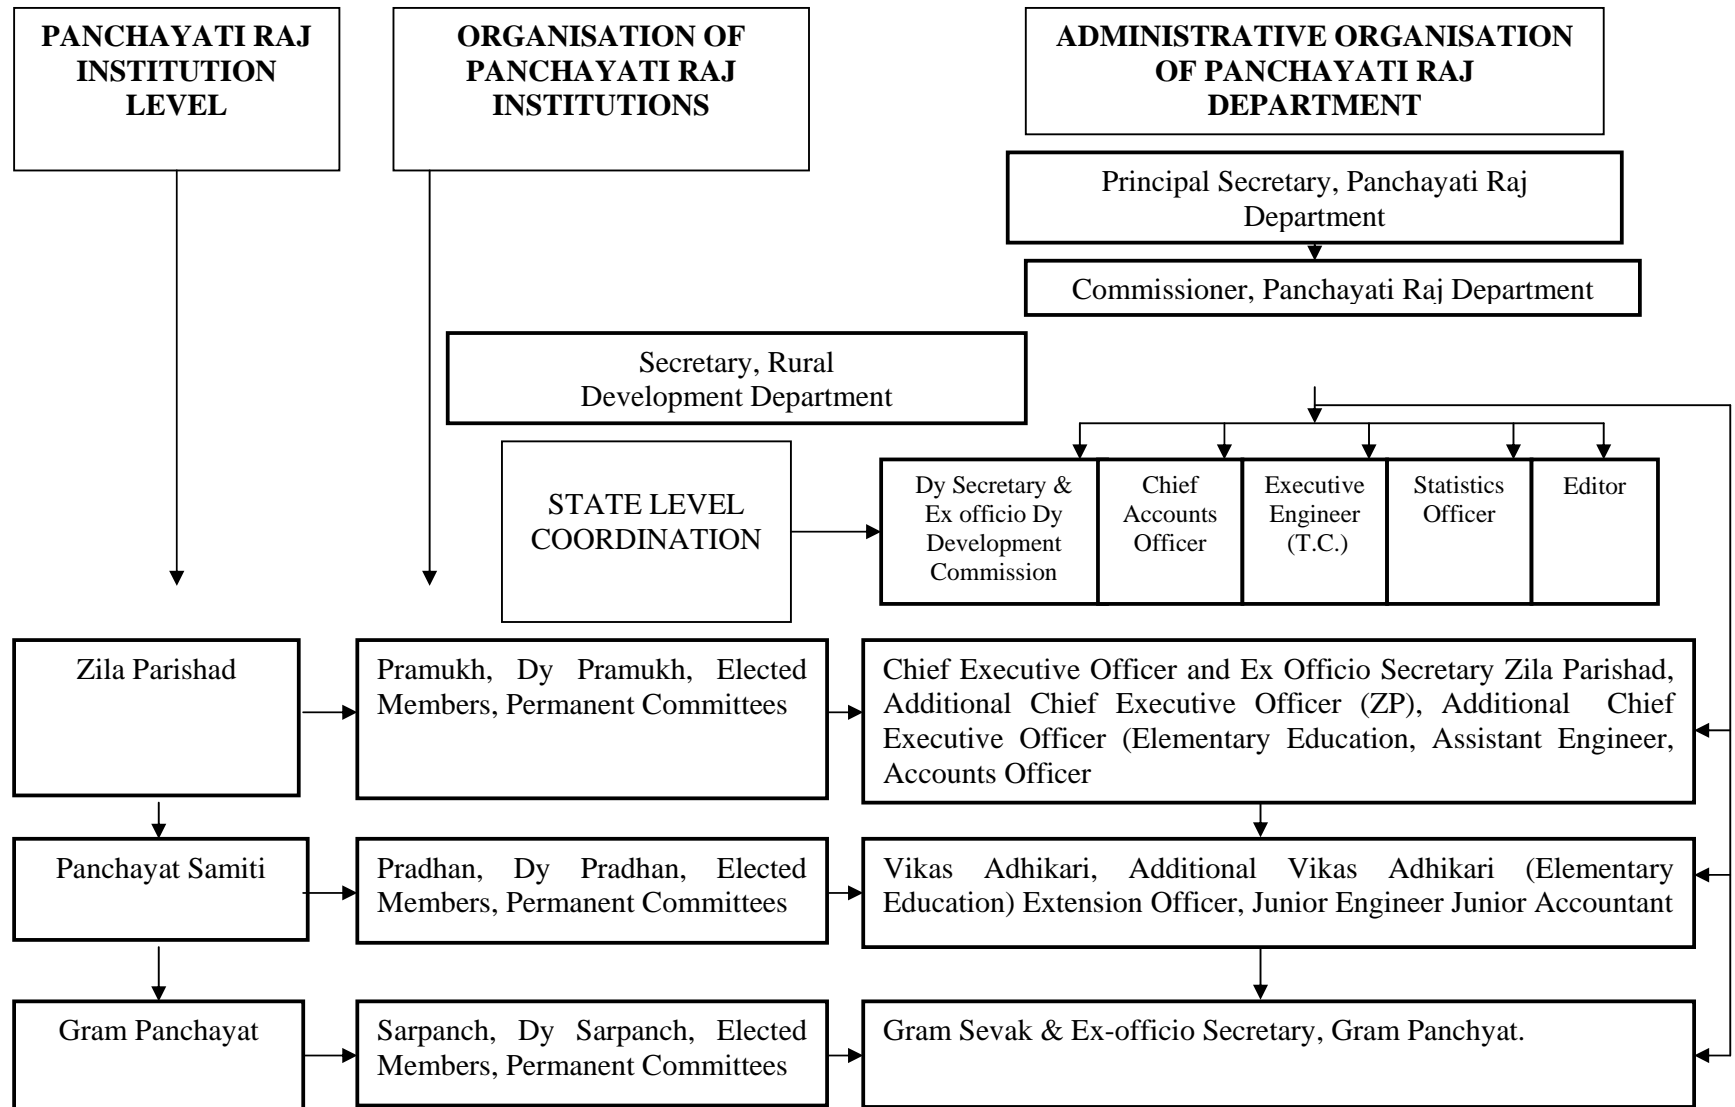 PANCHAYATI RAJ
INSTITUTION
LEVEL
ORGANISATION OF
PANCHAYATI RAJ
INSTITUTIONS
ADMINISTRATIVE ORGANISATION
OF PANCHAYATI RAJ
DEPARTMENT
Principal Secretary, Panchayati Raj
Department
Commissioner, Panchayati Raj Department
Secretary, Rural
Development Department
STATE LEVEL
COORDINATION
Dy Secretary &
Ex officio Dy
Development
Commission
Chief
Accounts
Officer
Executive
Engineer
(T.C.)
Statistics
Officer
Editor
Zila Parishad
Pramukh, Dy Pramukh, Elected
Members, Permanent Committees
Chief Executive Officer and Ex Officio Secretary Zila Parishad,
Additional Chief Executive Officer (ZP), Additional Chief
Executive Officer (Elementary Education, Assistant Engineer,
Accounts Officer
Panchayat Samiti
Pradhan, Dy Pradhan, Elected
Members, Permanent Committees
Vikas Adhikari, Additional Vikas Adhikari (Elementary
Education) Extension Officer, Junior Engineer Junior Accountant
Gram Panchayat
Sarpanch, Dy Sarpanch, Elected
Members, Permanent Committees
Gram Sevak & Ex-officio Secretary, Gram Panchyat.